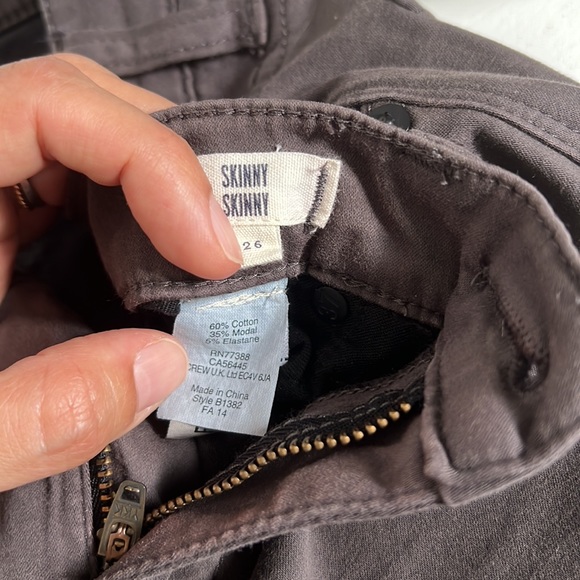 SKINNY
SKINNY
26
60% Cotton
35% Modal
5% Elastane
RN77388
CA56445
CREW U.K. Ltd EC4V 6JA
Made in China
Style B1382
FA 14
YKK